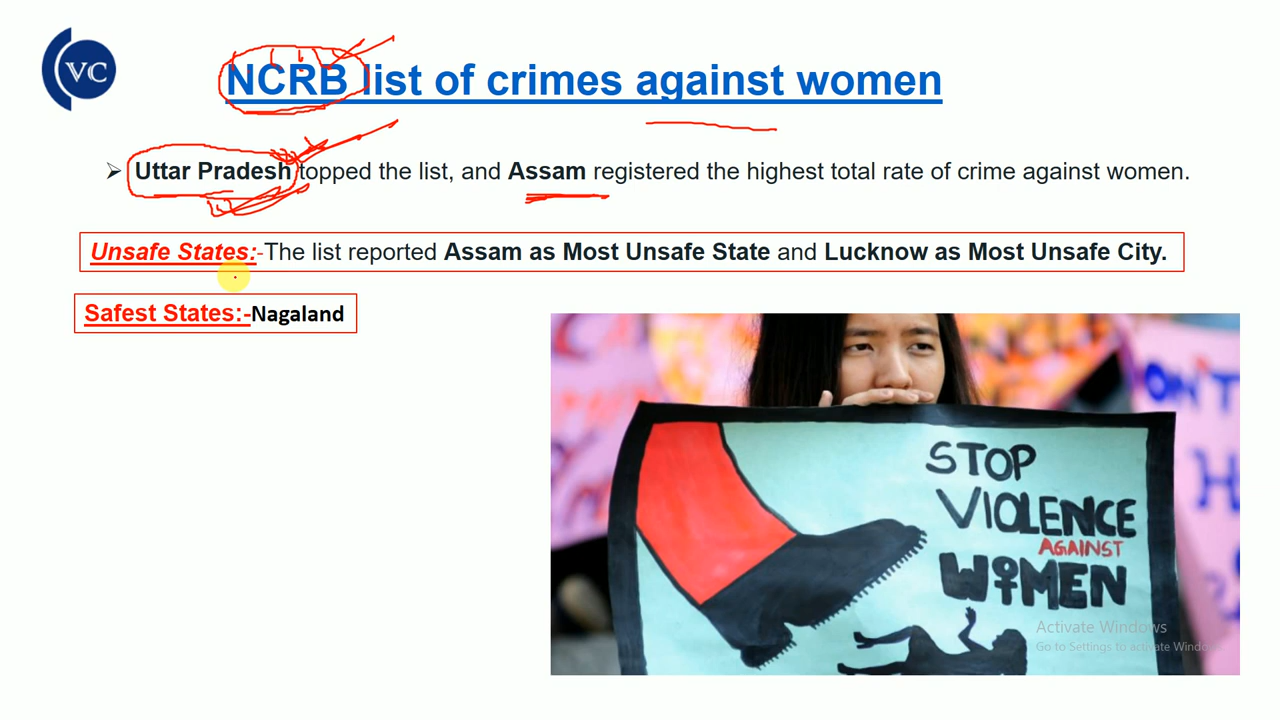 VC
NCRB list of crimes against women
➢ Uttar Pradesh topped the list, and Assam registered the highest total rate of crime against women.
Unsafe States:-The list reported Assam as Most Unsafe State and Lucknow as Most Unsafe City.
Safest States:-Nagaland
STOP
VIOLENCE
AGAINST
WOMEN
Activate Windows
Go to Settings to activate Windows